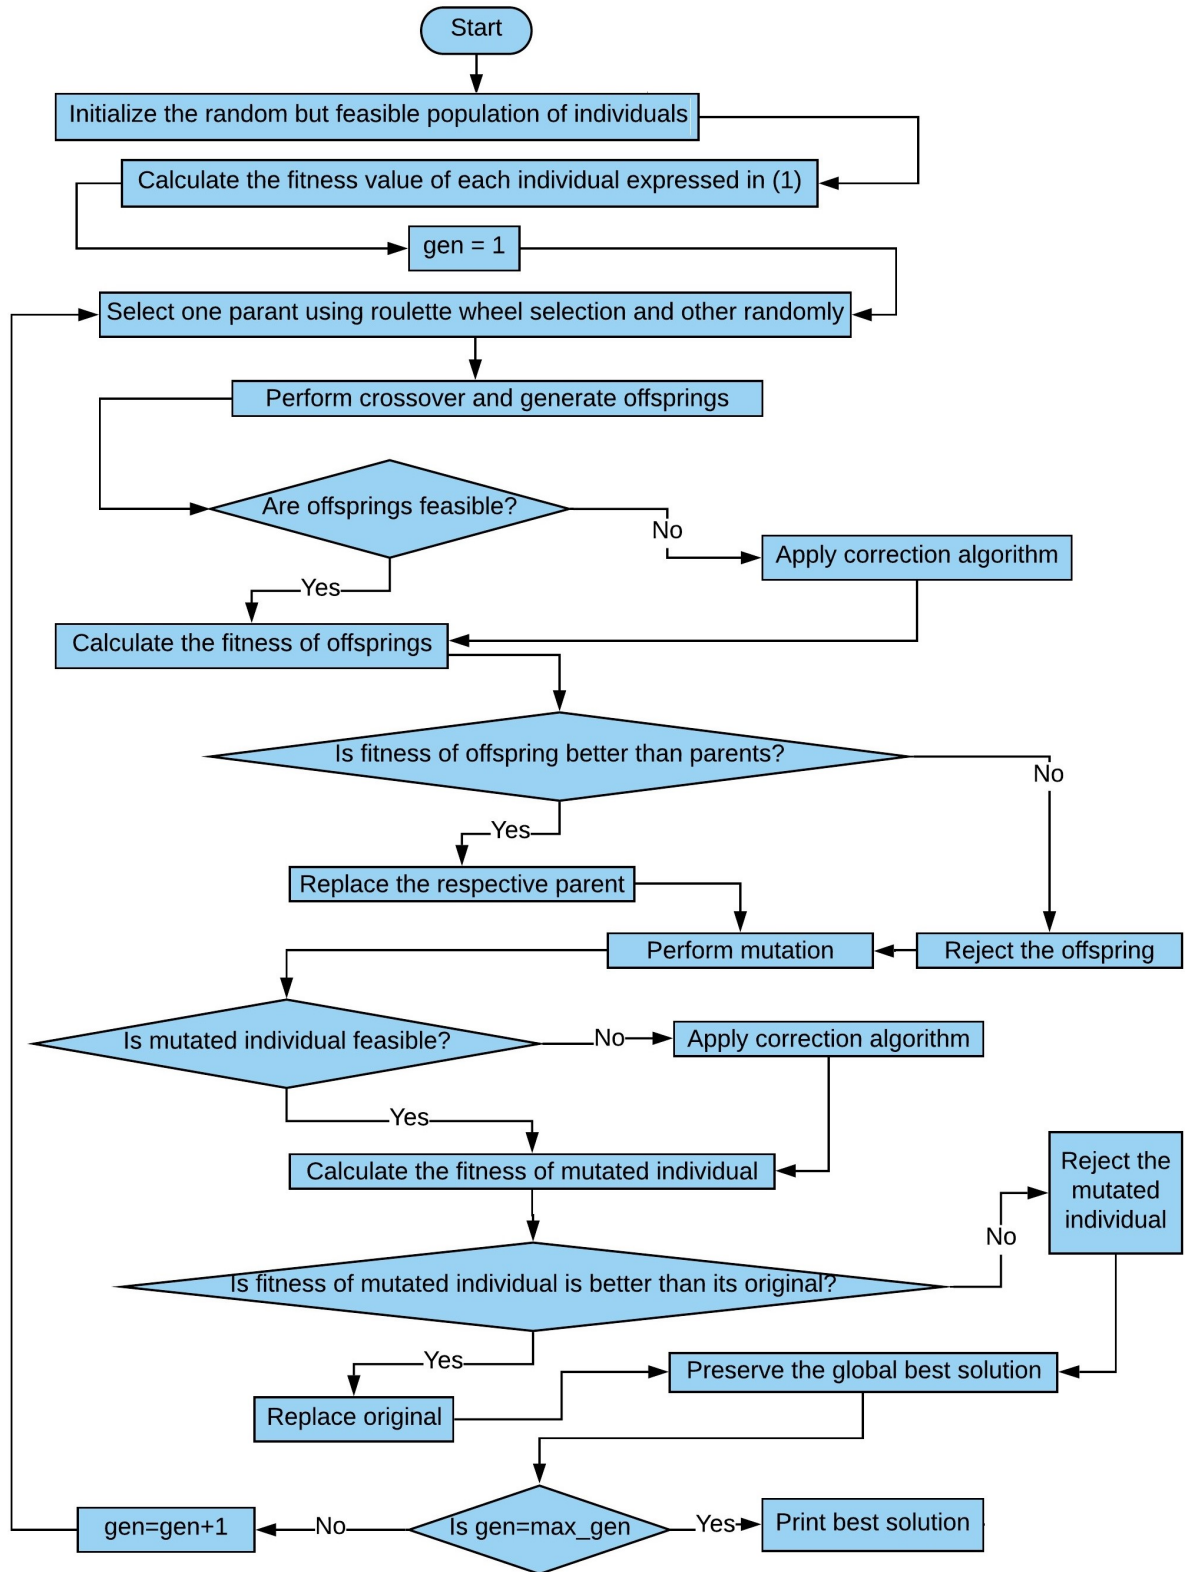 Start
Initialize the random but feasible population of individuals
Calculate the fitness value of each individual expressed in (1)
gen = 1
Select one parant using roulette wheel selection and other randomly
Perform crossover and generate offsprings
Are offsprings feasible?
No
Apply correction algorithm
Yes
Calculate the fitness of offsprings
Is fitness of offspring better than parents?
No
Yes
Replace the respective parent
Perform mutation
Reject the offspring
Is mutated individual feasible?
No
Apply correction algorithm
Yes
Calculate the fitness of mutated individual
Reject the
mutated
individual
No
Is fitness of mutated individual is better than its original?
Yes
Preserve the global best solution
Replace original
gen=gen+1
No
Is gen=max_gen
Yes
Print best solution